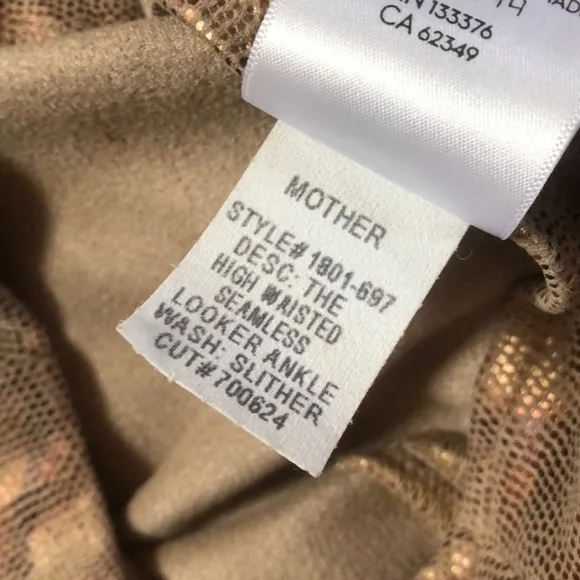 133376
CA 62349
MOTHER
STYLE# 1801-697
DESC: THE
HIGH WAISTED
SEAMLESS
LOOKER ANKLE
WASH: SLITHER
CUT# 700624